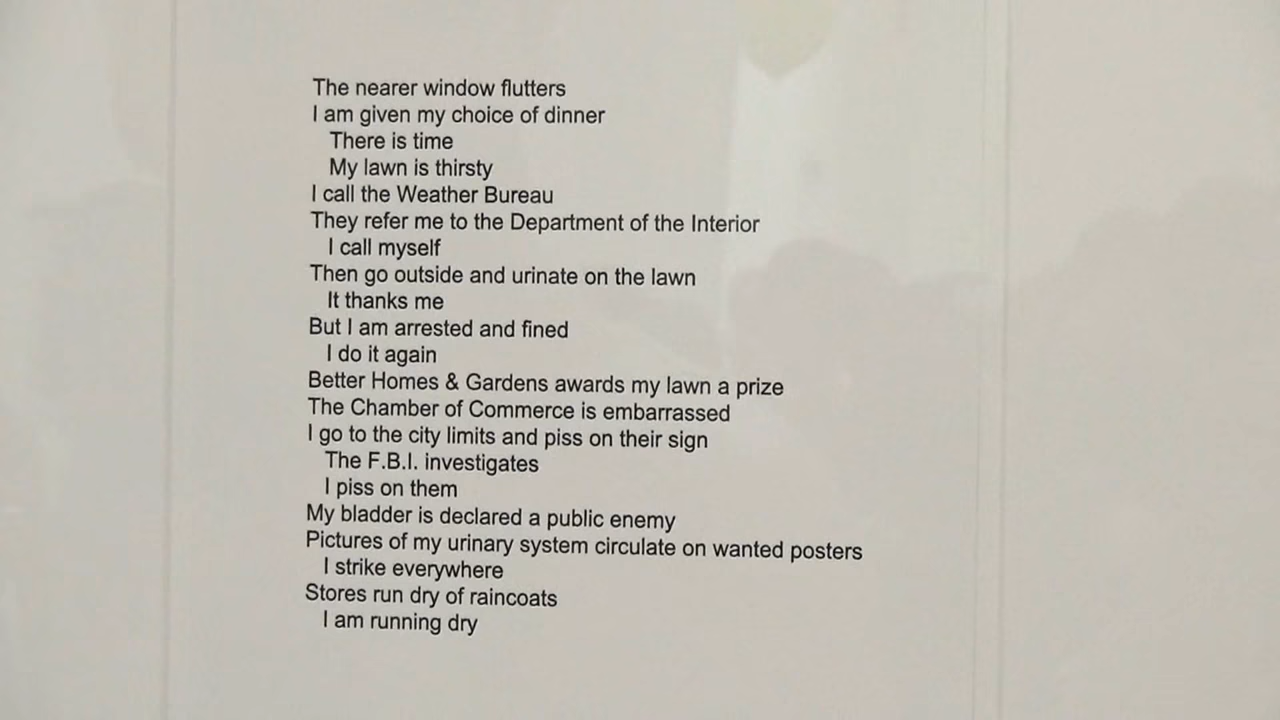 The nearer window flutters
I am given my choice of dinner
There is time
My lawn is thirsty
I call the Weather Bureau
They refer me to the Department of the Interior
I call myself
Then go outside and urinate on the lawn
It thanks me
But I am arrested and fined
I do it again
Better Homes & Gardens awards my lawn a prize
The Chamber of Commerce is embarrassed
I go to the city limits and piss on their sign
The F.B.I. investigates
I piss on them
My bladder is declared a public enemy
Pictures of my urinary system circulate on wanted posters
I strike everywhere
Stores run dry of raincoats
I am running dry